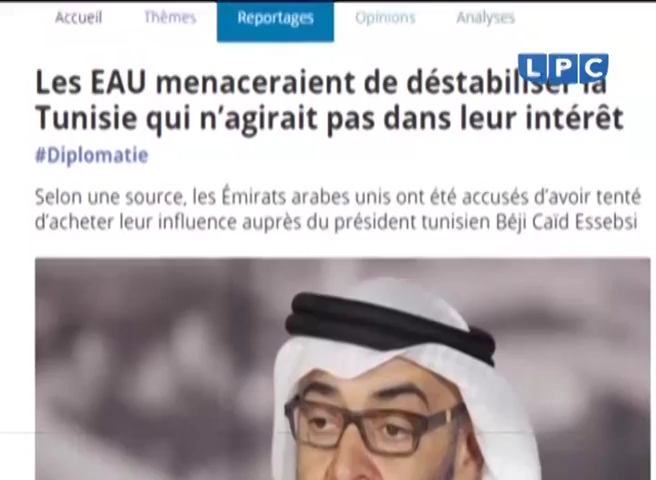 Accueil Thèmes Reportages Opinions Analyses
LPC
Les EAU menaceraient de déstabiliser la
Tunisie qui n'agirait pas dans leur intérêt
#Diplomatie
Selon une source, les Émirats arabes unis ont été accusés d'avoir tenté
d'acheter leur influence auprès du président tunisien Béji Caïd Essebsi